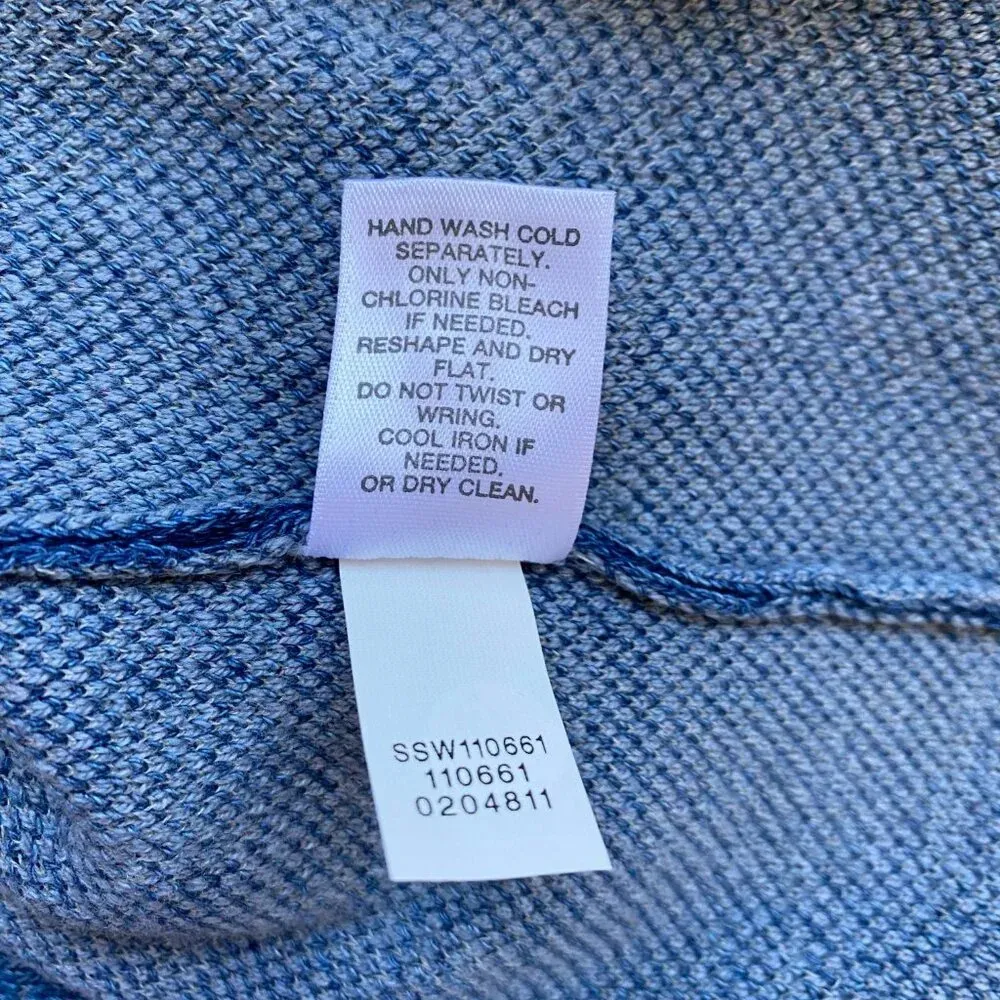 HAND WASH COLD
SEPARATELY.
ONLY NON-
CHLORINE BLEACH
IF NEEDED.
RESHAPE AND DRY
FLAT.
DO NOT TWIST OR
WRING.
COOL IRON IF
NEEDED.
OR DRY CLEAN.
SSW110661
110661
0204811